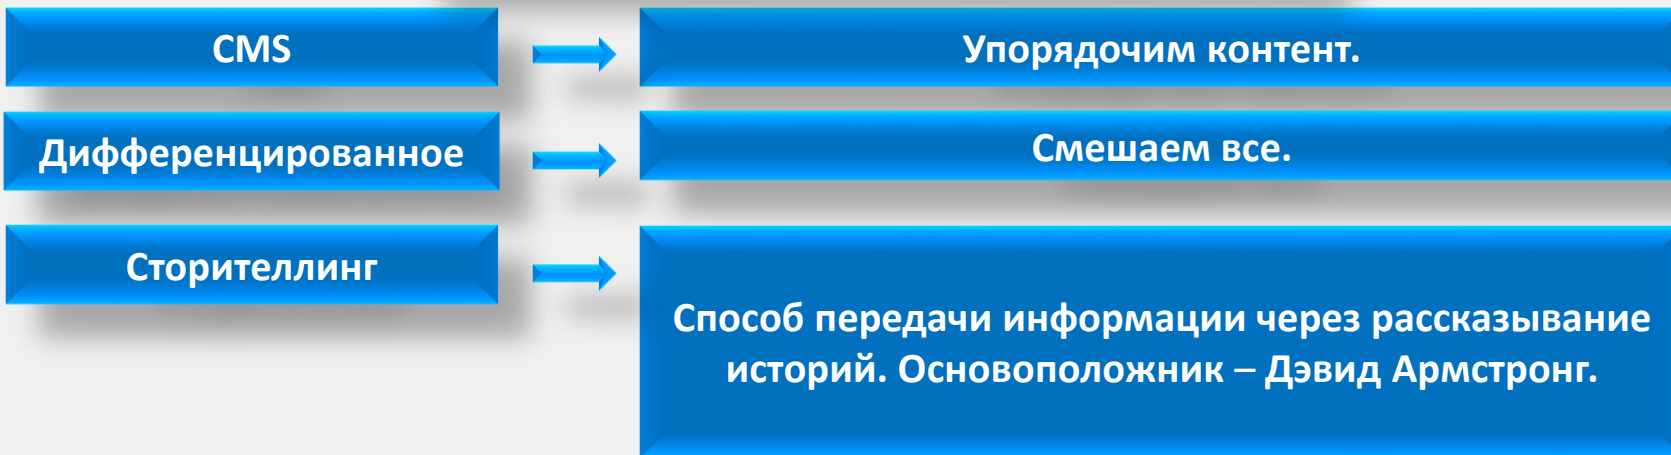 CMS
Упорядочим контент.
Дифференцированное
Смешаем все.
Сторителлинг
Способ передачи информации через рассказывание
историй. Основоположник – Дэвид Армстронг.